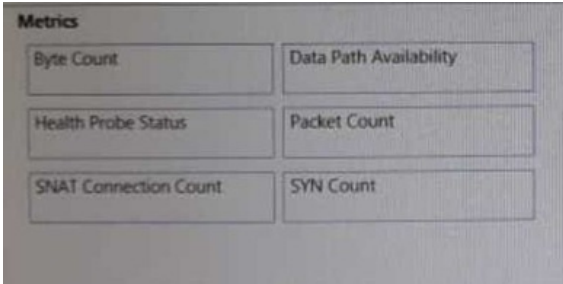 Metrics
Byte Count
Data Path Availability
Health Probe Status
Packet Count
SNAT Connection Count
SYN Count